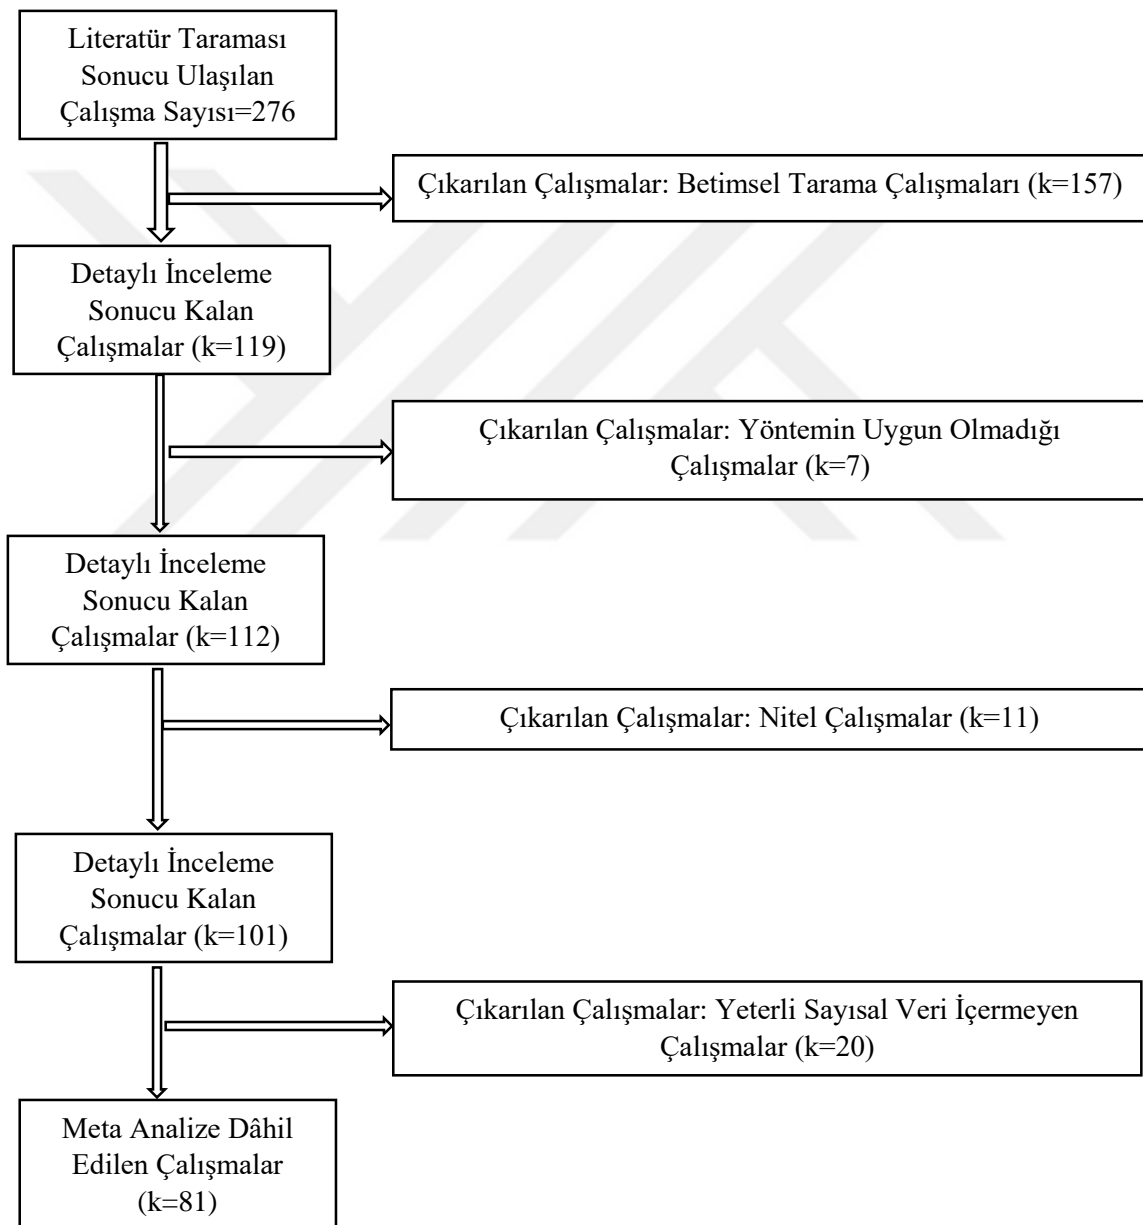 Literatür Taraması
Sonucu Ulaşılan
Çalışma Sayısı=276
Çıkarılan Çalışmalar: Betimsel Tarama Çalışmaları (k=157)
Detaylı İnceleme
Sonucu Kalan
Çalışmalar (k=119)
Çıkarılan Çalışmalar: Yöntemin Uygun Olmadığı
Çalışmalar (k=7)
Detaylı İnceleme
Sonucu Kalan
Çalışmalar (k=112)
Çıkarılan Çalışmalar: Nitel Çalışmalar (k=11)
Detaylı İnceleme
Sonucu Kalan
Çalışmalar (k=101)
Çıkarılan Çalışmalar: Yeterli Sayısal Veri İçermeyen
Çalışmalar (k=20)
Meta Analize Dâhil
Edilen Çalışmalar
(k=81)